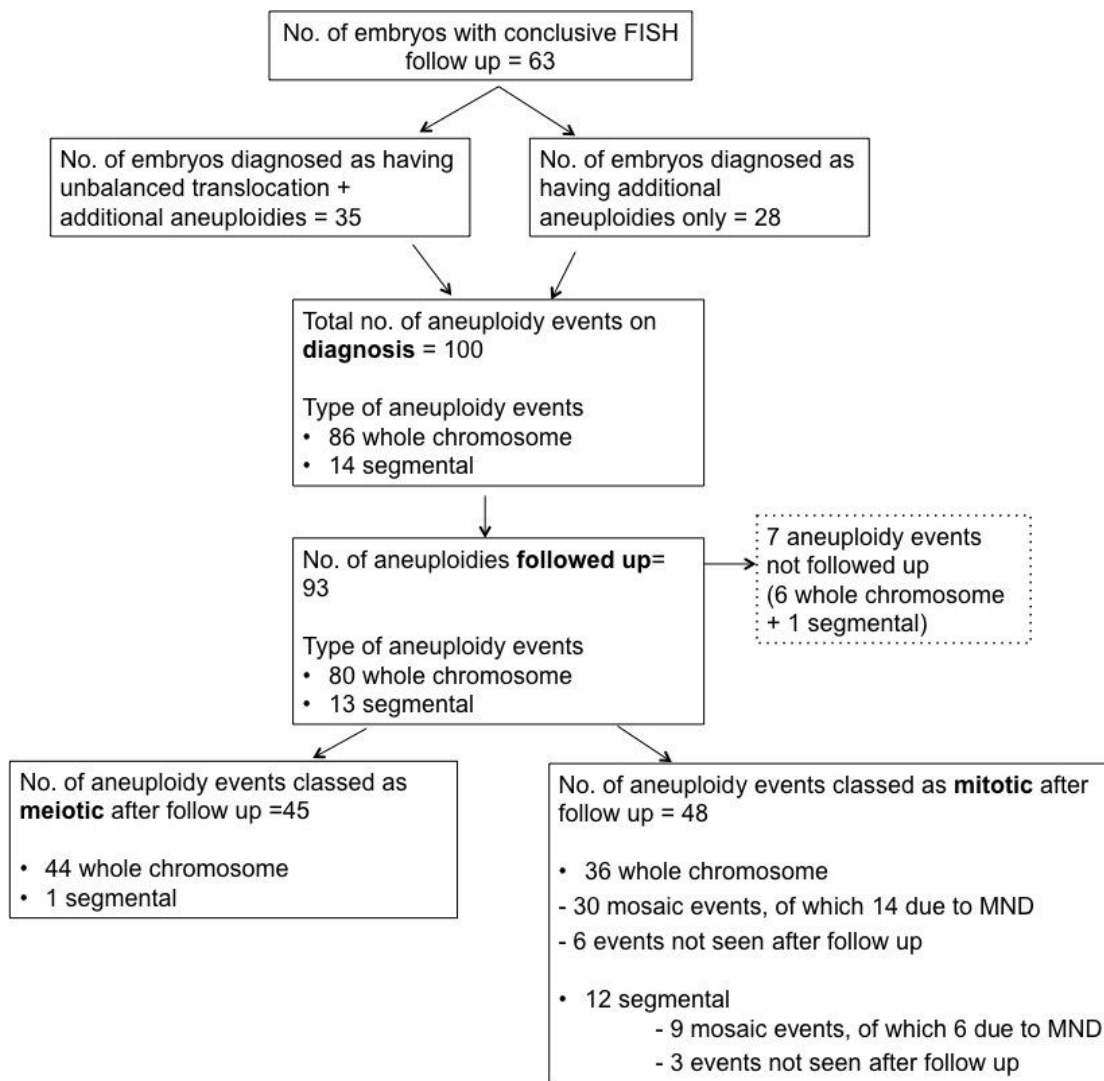 No. of embryos with conclusive FISH
follow up = 63
No. of embryos diagnosed as having
unbalanced translocation +
additional aneuploidies = 35
No. of embryos diagnosed as
having additional
aneuploidies only = 28
Total no. of aneuploidy events on
diagnosis = 100
Type of aneuploidy events
• 86 whole chromosome
• 14 segmental
No. of aneuploidies followed up=
93
Type of aneuploidy events
• 80 whole chromosome
• 13 segmental
7 aneuploidy events
not followed up
(6 whole chromosome
+ 1 segmental)
No. of aneuploidy events classed as
meiotic after follow up =45
• 44 whole chromosome
• 1 segmental
No. of aneuploidy events classed as mitotic after
follow up = 48
• 36 whole chromosome
- 30 mosaic events, of which 14 due to MND
- 6 events not seen after follow up
• 12 segmental
- 9 mosaic events, of which 6 due to MND
- 3 events not seen after follow up